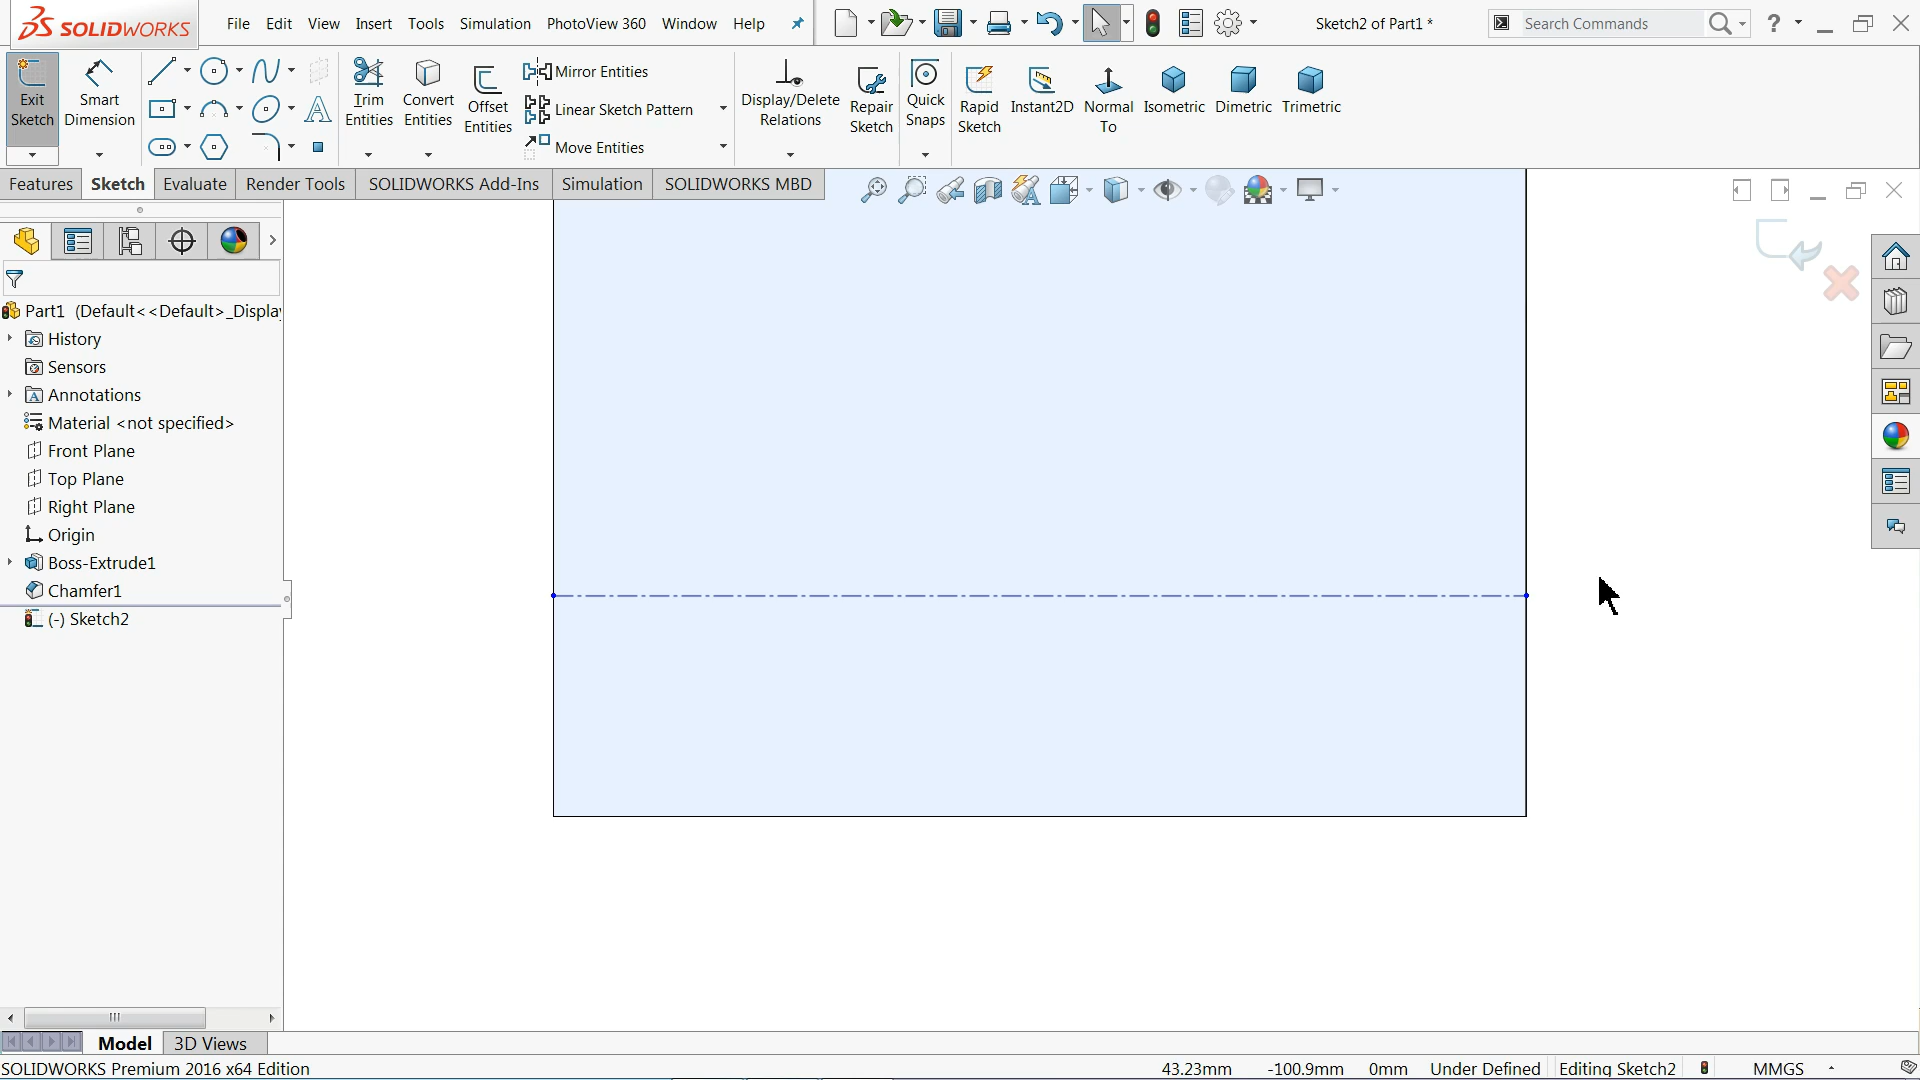 SOLIDWORKS File Edit View Insert Tools Simulation PhotoView 360 Window Help Sketch2 of Part1 * Search Commands ?
Exit Sketch
Smart Dimension
Trim Entities
Convert Entities
Offset Entities
Mirror Entities
Linear Sketch Pattern
Move Entities
Display/Delete Relations
Repair Sketch
Quick Snaps
Rapid Sketch
Instant2D
Normal To
Isometric
Dimetric
Trimetric
Features Sketch Evaluate Render Tools SOLIDWORKS Add-Ins Simulation SOLIDWORKS MBD
Part1 (Default<<Default>_Displa
History
Sensors
Annotations
Material <not specified>
Front Plane
Top Plane
Right Plane
Origin
Boss-Extrude1
Chamfer1
(-) Sketch2
Model 3D Views
SOLIDWORKS Premium 2016 x64 Edition 43.23mm -100.9mm 0mm Under Defined Editing Sketch2 MMGS